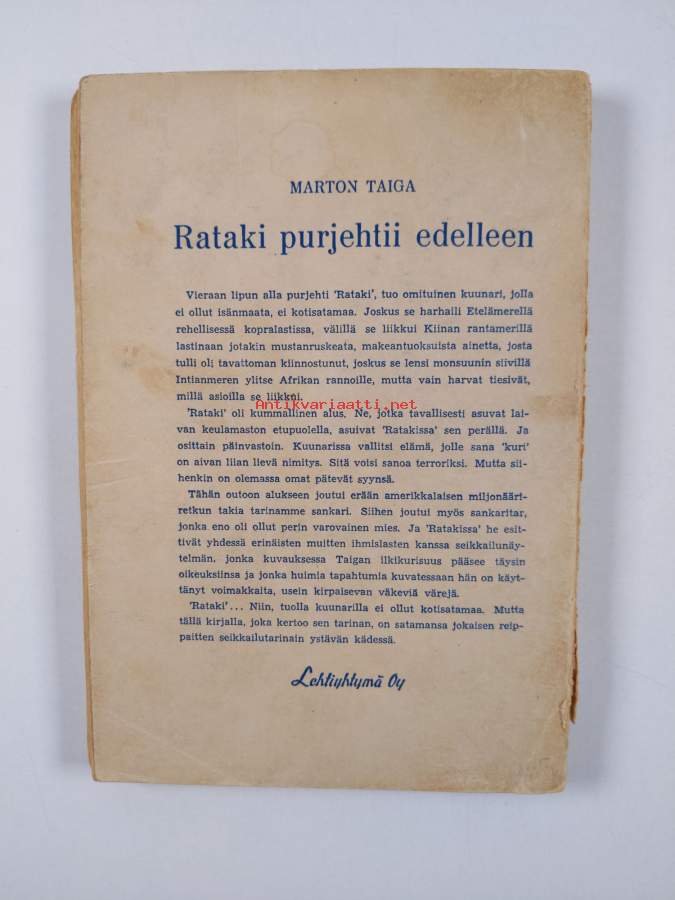 MARTON TAIGA
Rataki purjehtii edelleen
Vieraan lipun alla purjehti 'Rataki', tuo omituinen kuunari, jolla
ei ollut isänmaata, ei kotisatamaa. Joskus se harhaili Etelämerellä
rehellisessä kopralastissa, välillä se liikkui Kiinan rantamerillä
lastinaan jotakin mustanruskeata, makeantuoksuista ainetta, josta
tulli oli tavattoman kiinnostunut, joskus se lensi monsuunin siivillä
Intianmeren ylitse Afrikan rannoille, mutta vain harvat tiesivät,
millä asioilla se liikkui.
Antikvariaatti.net
'Rataki' oli kummallinen alus. Ne, jotka tavallisesti asuvat lai-
van keulamaston etupuolella, asuivat 'Ratakissa' sen perällä. Ja
osittain päinvastoin. Kuunarissa vallitsi elämä, jolle sana 'kuri'
on aivan liian lievä nimitys. Sitä voisi sanoa terroriksi. Mutta sii-
henkin on olemassa omat pätevät syynsä.
Tähän outoon alukseen joutui erään amerikkalaisen miljonääri-
retkun takia tarinamme sankari. Siihen joutui myös sankaritar,
jonka eno oli ollut perin varovainen mies. Ja 'Ratakissa' he esit-
tivät yhdessä erinäisten muitten ihmislasten kanssa seikkailunäy-
telmän, jonka kuvauksessa Taigan ilkikurisuus pääsee täysin
oikeuksiinsa ja jonka huimia tapahtumia kuvatessaan hän on käyt-
tänyt voimakkaita, usein kirpaisevan väkeviä värejä.
'Rataki'... Niin, tuolla kuunarilla ei ollut kotisatamaa. Mutta
tällä kirjalla, joka kertoo sen tarinan, on satamansa jokaisen reip-
paitten seikkailutarinain ystävän kädessä.
Lehtiyhtymä Oy